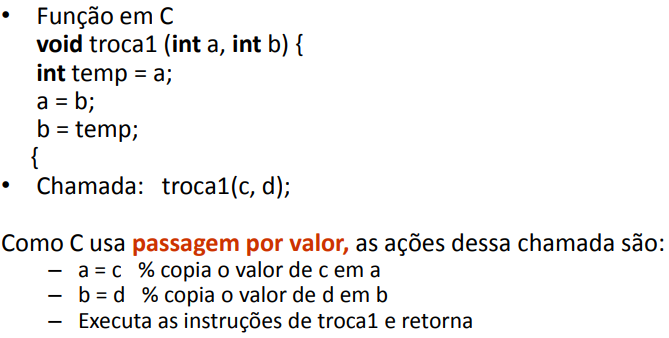 • Função em C
void troca1 (int a, int b) {
int temp = a;
a = b;
b = temp;
{
• Chamada: troca1(c, d);
Como C usa passagem por valor, as ações dessa chamada são:
– a = c % copia o valor de c em a
– b = d % copia o valor de d em b
– Executa as instruções de troca1 e retorna